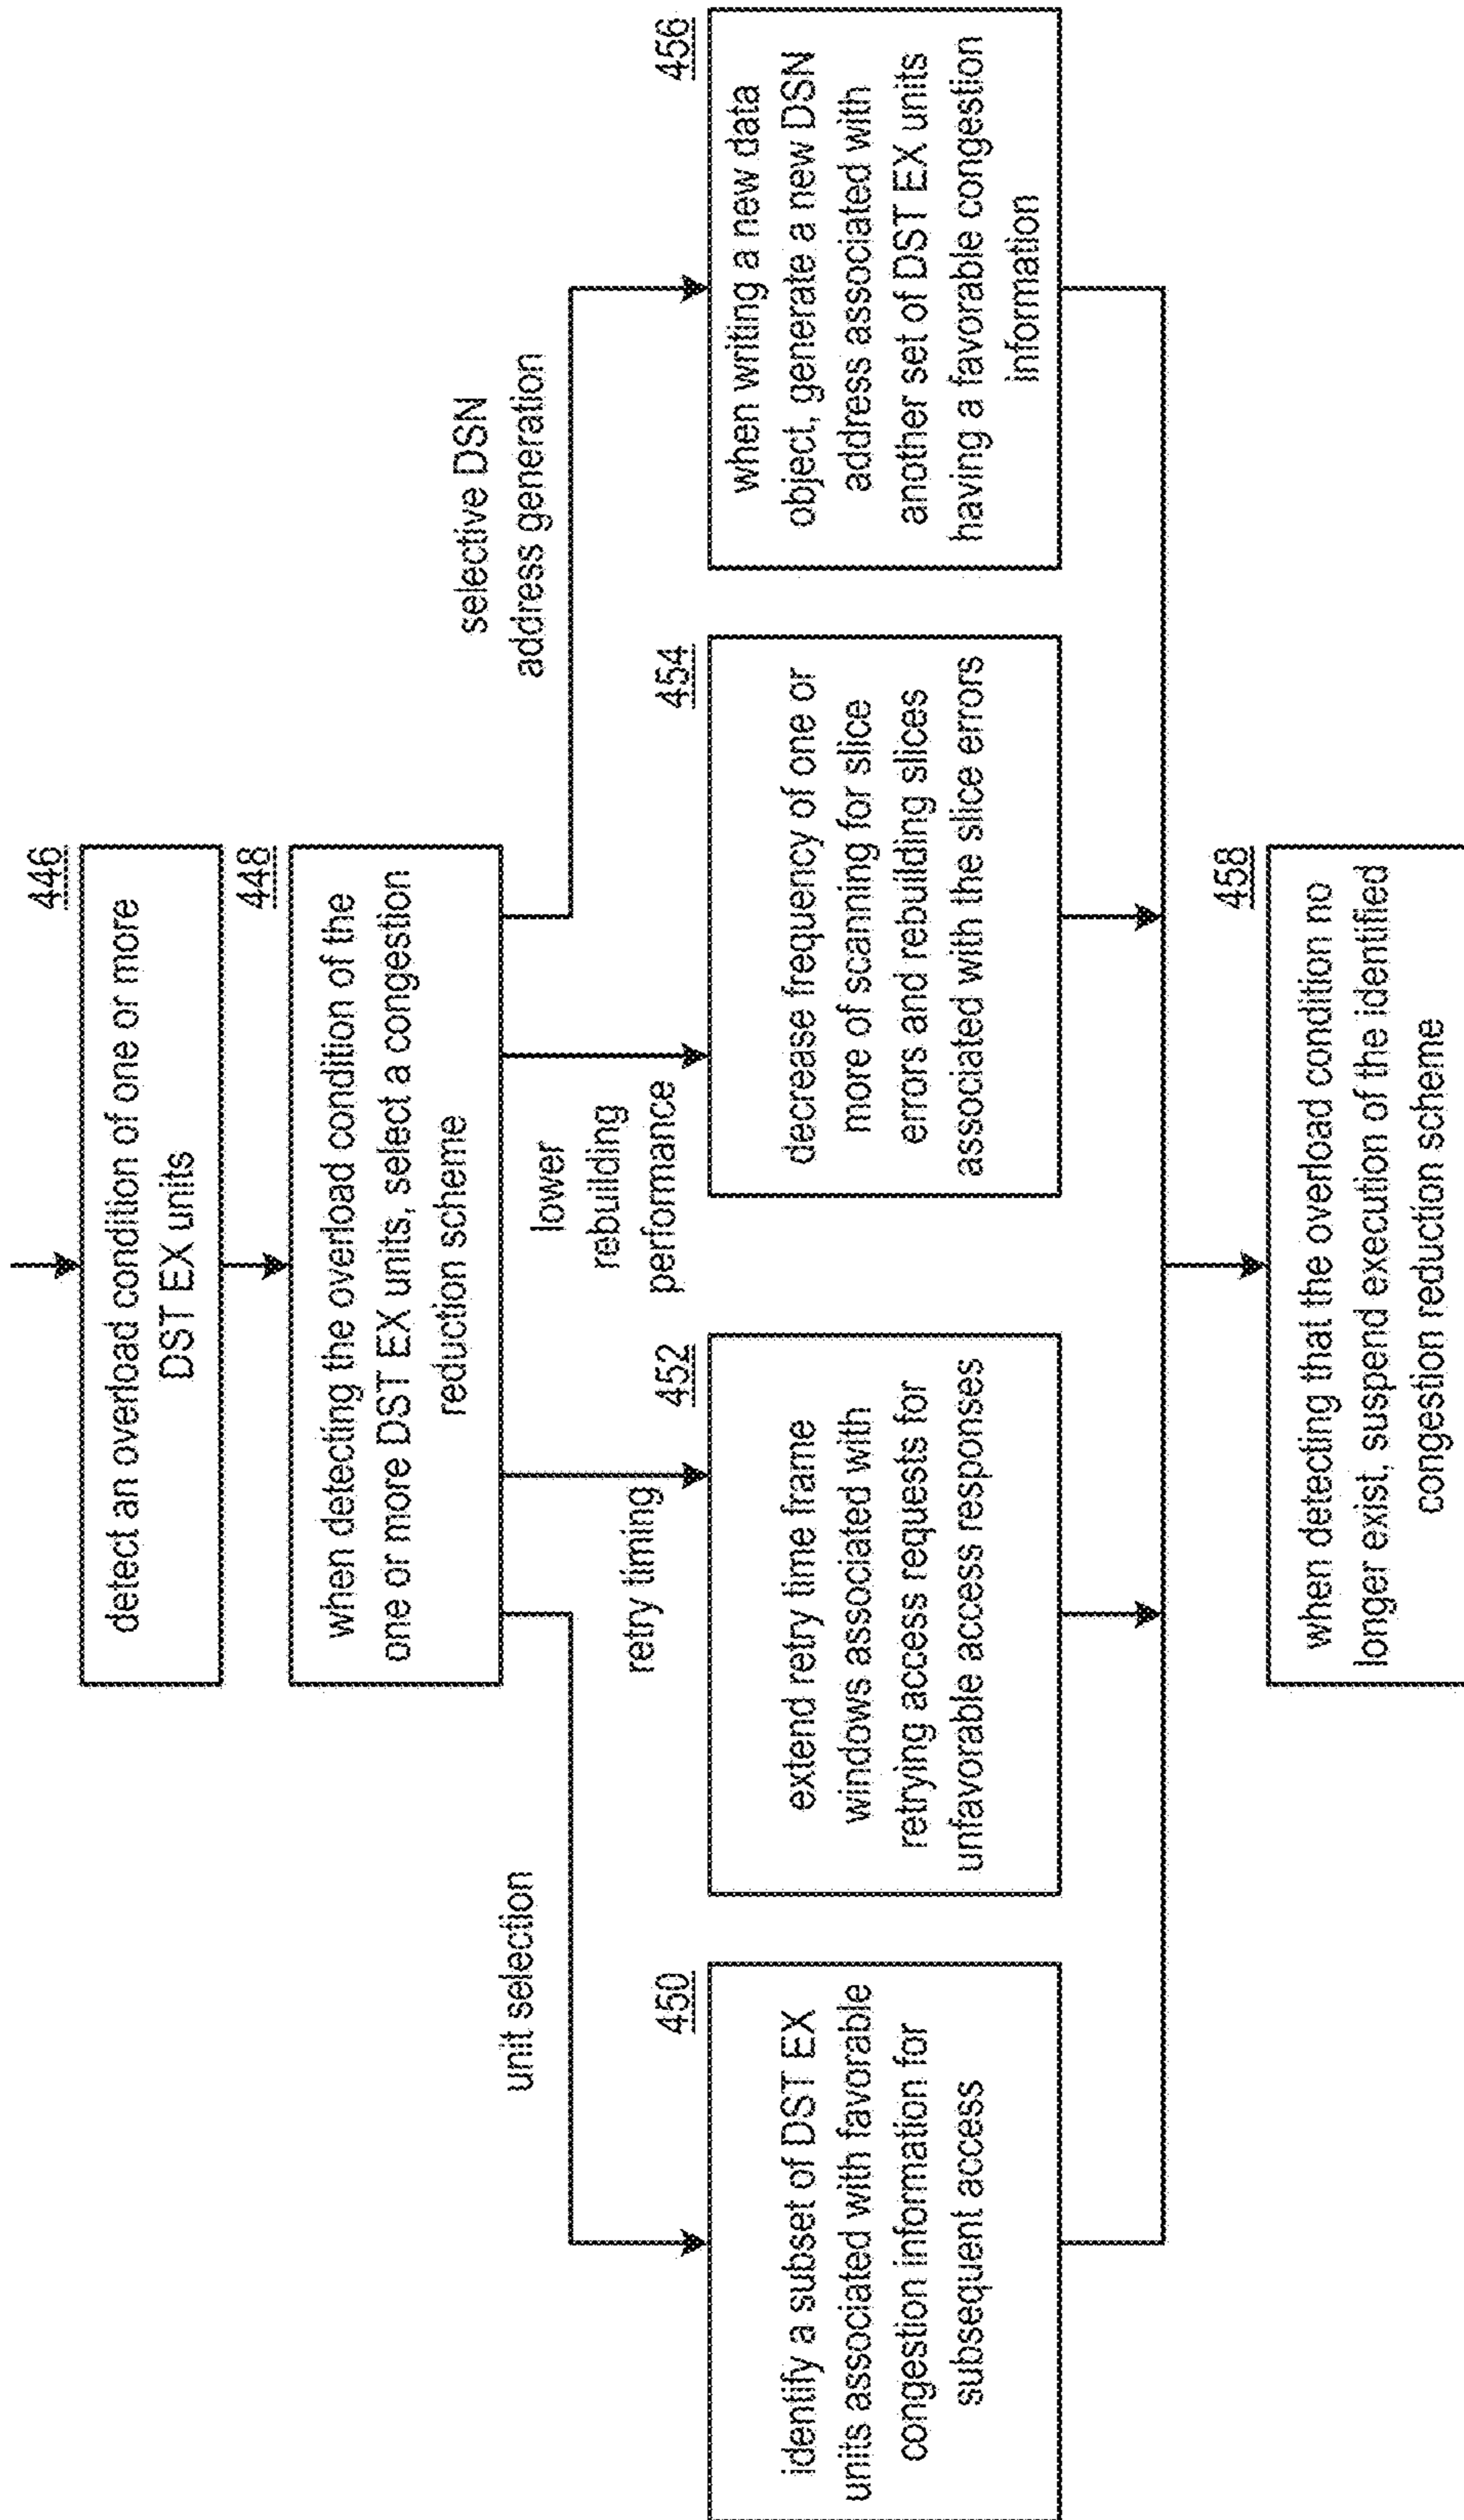 446
detect an overload condition of one or more
DST EX units
448
when detecting the overload condition of the
one or more DST EX units, select a congestion
reduction scheme
unit selection
retry timing
lower
rebuilding
performance
selective DSN
address generation
450
identify a subset of DST EX
units associated with favorable
congestion information for
subsequent access
452
extend retry time frame
windows associated with
retrying access requests for
unfavorable access responses
454
decrease frequency of one or
more of scanning for slice
errors and rebuilding slices
associated with the slice errors
456
when writing a new data
object, generate a new DSN
address associated with
another set of DST EX units
having a favorable congestion
information
458
when detecting that the overload condition no
longer exist, suspend execution of the identified
congestion reduction scheme